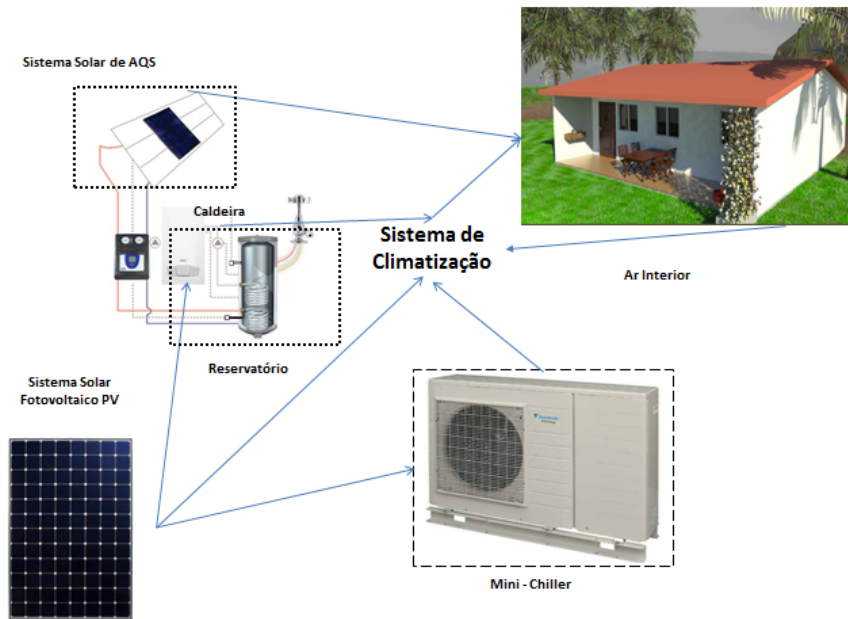 Sistema Solar de AQS
Caldeira
Sistema de
Climatização
Ar Interior
Reservatório
Sistema Solar
Fotovoltaico PV
Mini - Chiller